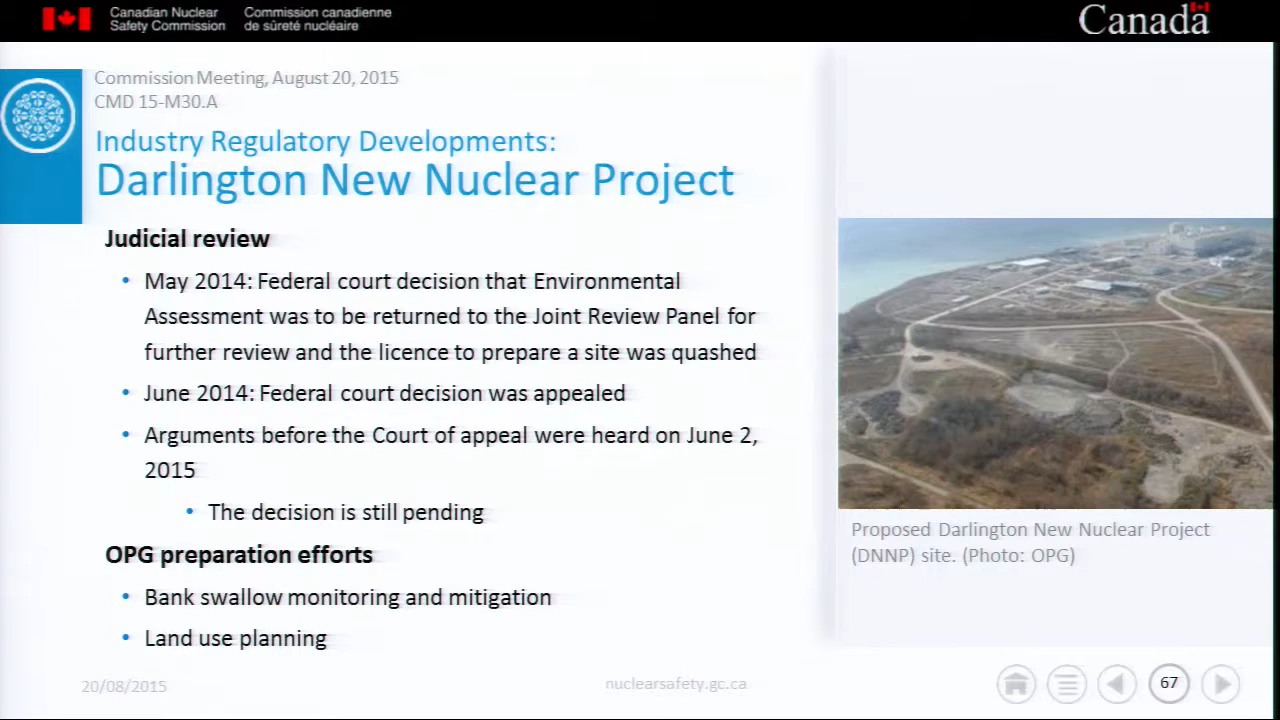 Canadian Nuclear Safety Commission
Commission canadienne de sûreté nucléaire
Canada
Commission Meeting, August 20, 2015
CMD 15-M30.A
Industry Regulatory Developments:
Darlington New Nuclear Project
Judicial review
• May 2014: Federal court decision that Environmental
Assessment was to be returned to the Joint Review Panel for
further review and the licence to prepare a site was quashed
• June 2014: Federal court decision was appealed
• Arguments before the Court of appeal were heard on June 2,
2015
• The decision is still pending
OPG preparation efforts
• Bank swallow monitoring and mitigation
• Land use planning
Proposed Darlington New Nuclear Project
(DNNP) site. (Photo: OPG)
20/08/2015
nuclearsafety.gc.ca
67